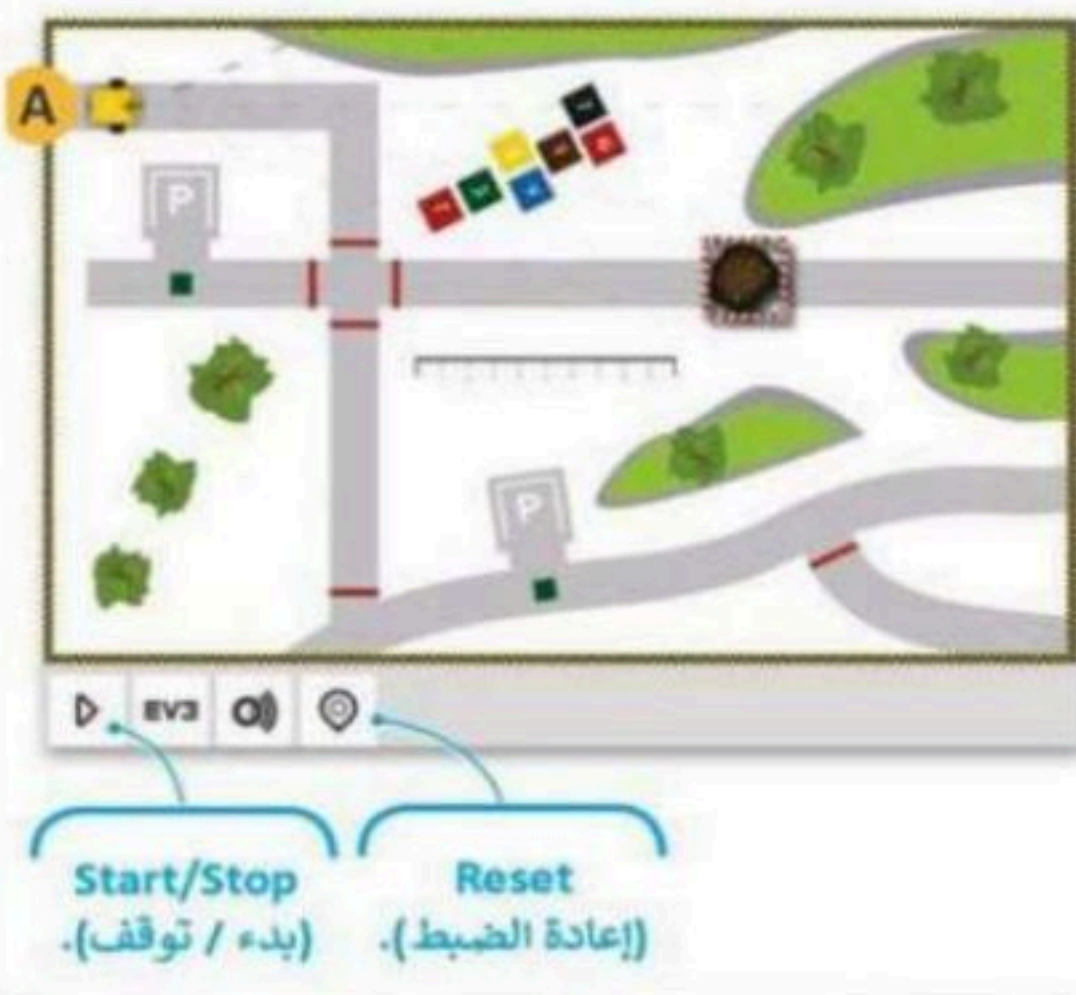 A
P
P
EV3
Start/Stop
(بدء / توقف).
Reset
(إعادة الضبط).